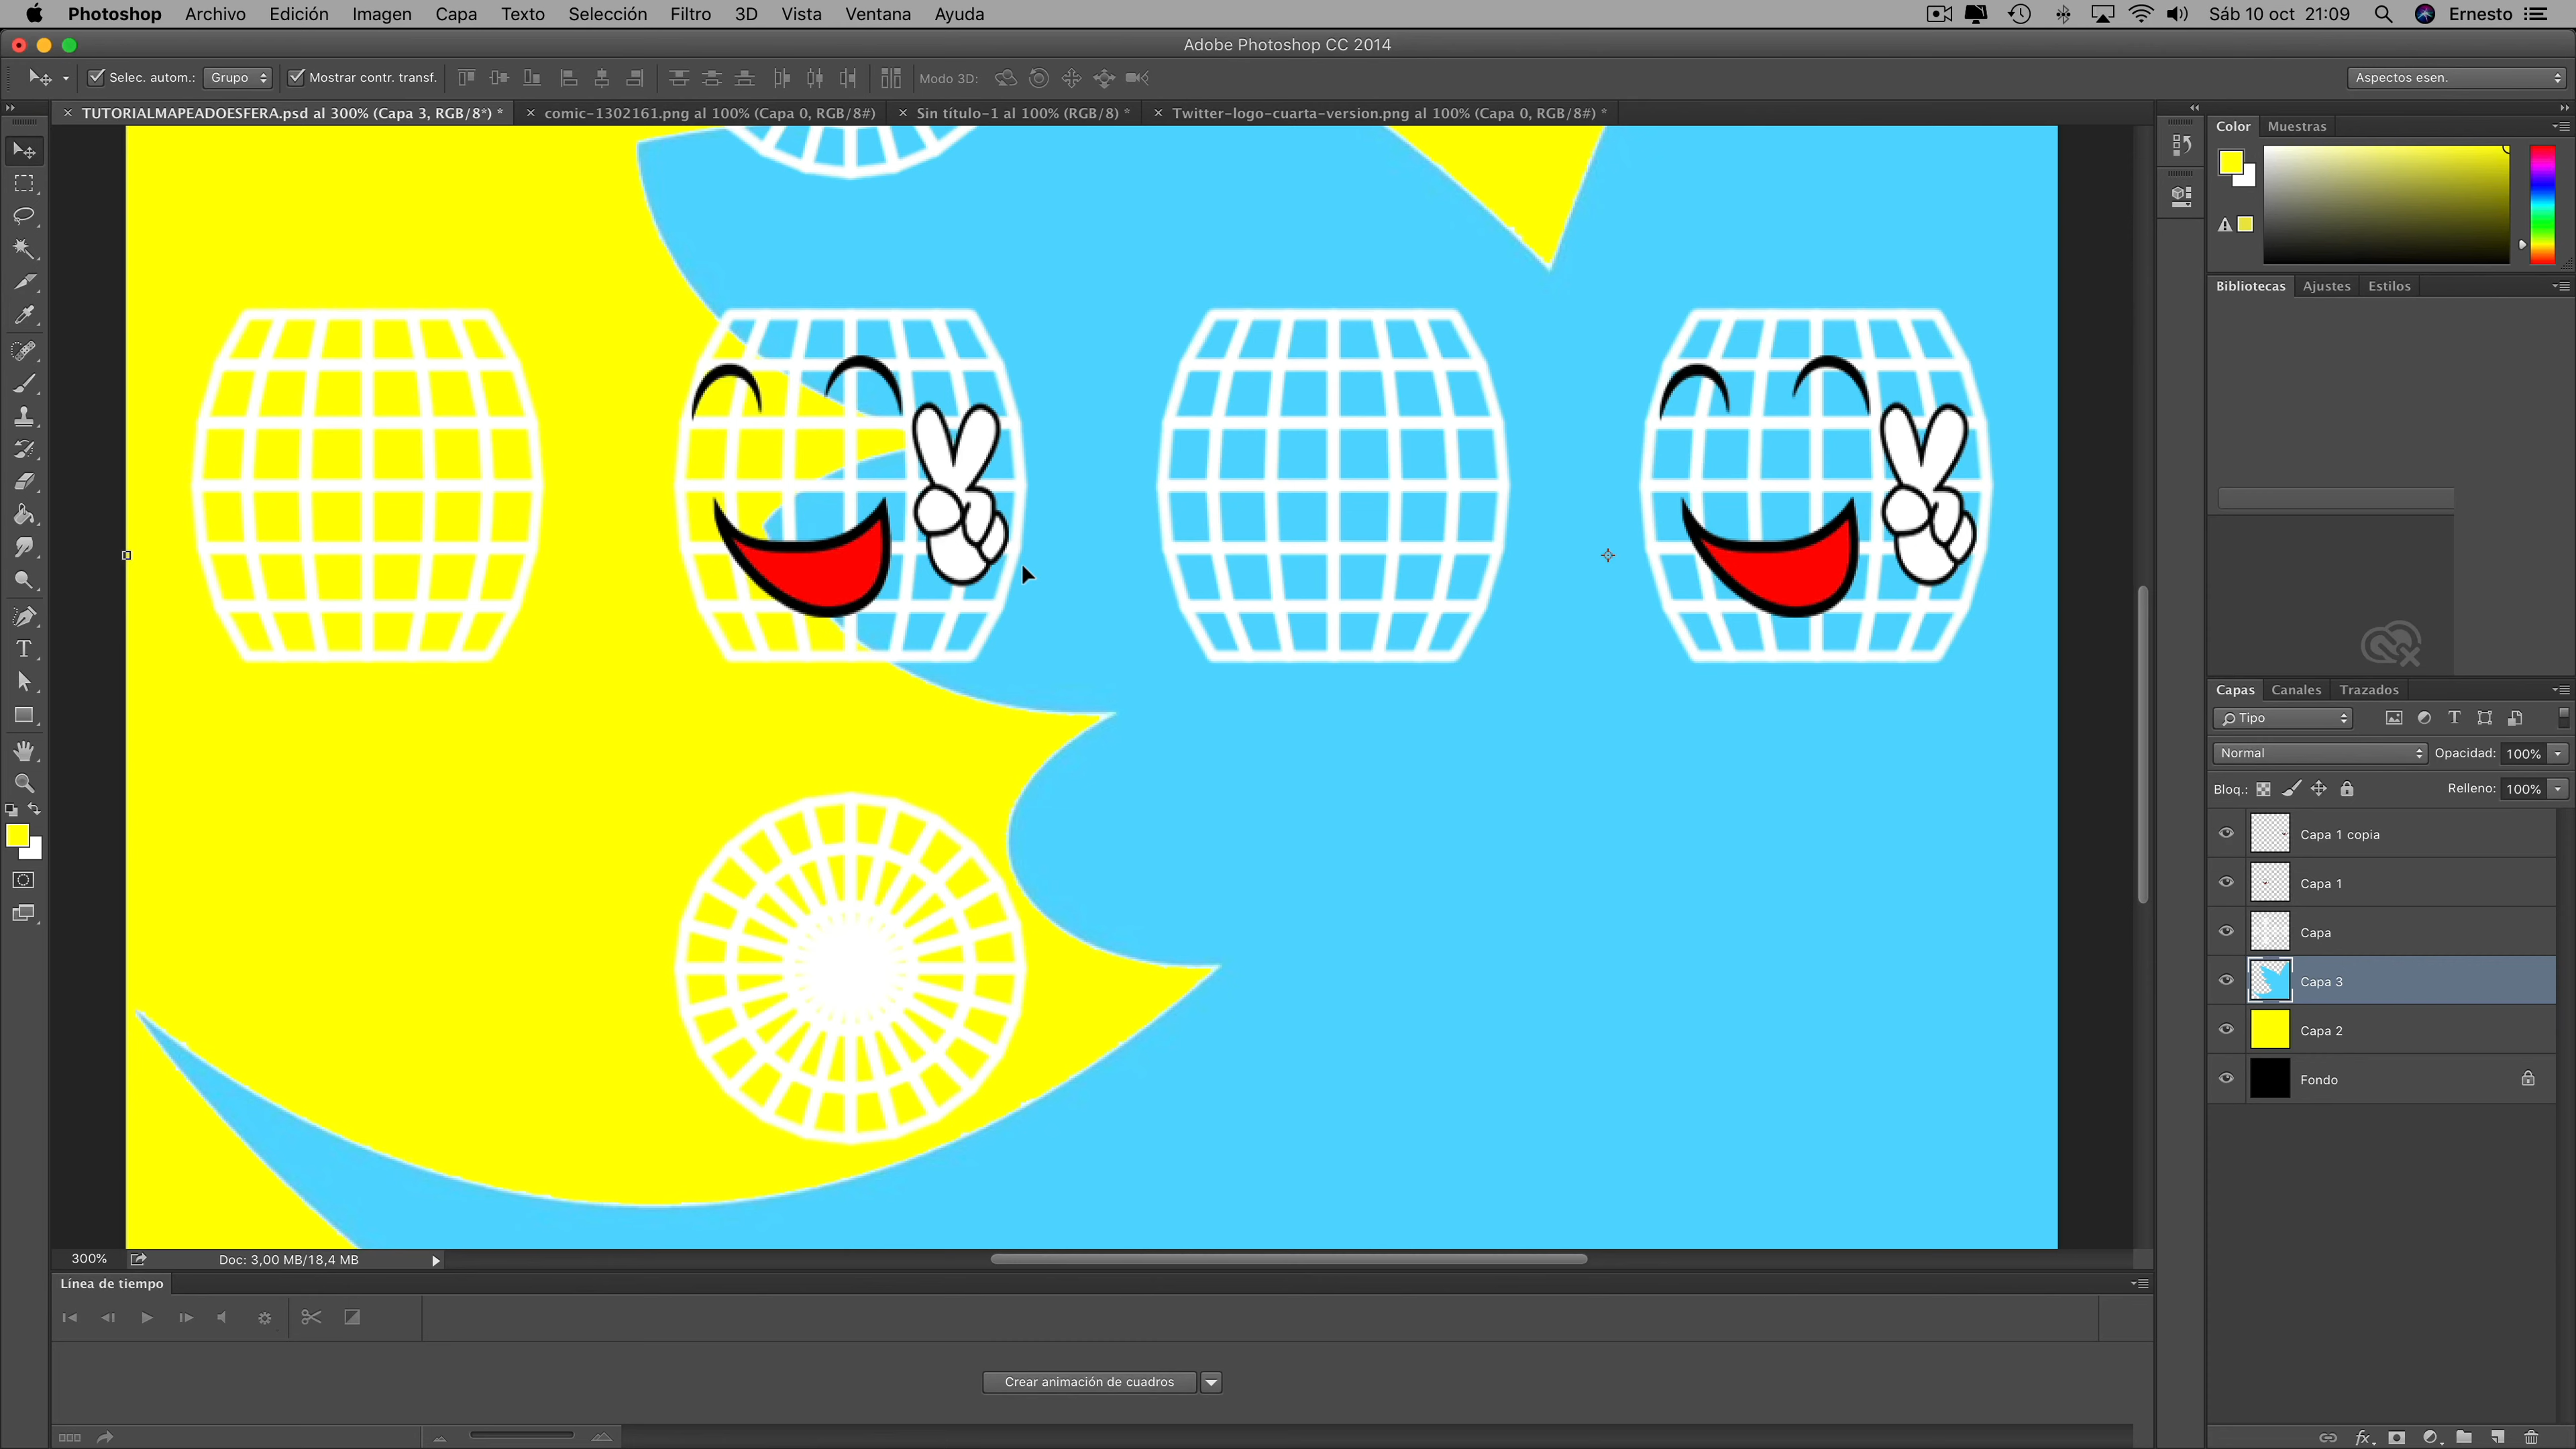 Photoshop Archivo Edición Imagen Capa Texto Selección Filtro 3D Vista Ventana Ayuda Sáb 10 oct 21:09 Ernesto
Adobe Photoshop CC 2014
Selec. autom.: Grupo Mostrar contr. transf. Modo 3D: Aspectos esen.
TUTORIALMAPEADOESFERA.psd al 300% (Capa 3, RGB/8*) * comic-1302161.png al 100% (Capa 0, RGB/8#) Sin título-1 al 100% (RGB/8) * Twitter-logo-cuarta-version.png al 100% (Capa 0, RGB/8#) *
Color Muestras
Bibliotecas Ajustes Estilos
Capas Canales Trazados
Tipo
Normal Opacidad: 100%
Bloq.: Relleno: 100%
Capa 1 copia
Capa 1
Capa
Capa 3
Capa 2
Fondo
300% Doc: 3,00 MB/18,4 MB
Línea de tiempo
Crear animación de cuadros